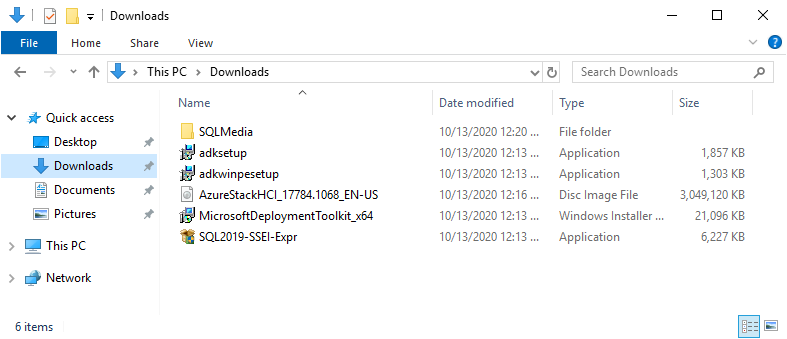 Downloads
File Home Share View
This PC Downloads Search Downloads
Name Date modified Type Size
Quick access
Desktop
Downloads
Documents
Pictures
This PC
Network
SQLMedia 10/13/2020 12:20 ... File folder
adksetup 10/13/2020 12:13 ... Application 1,857 KB
adkwinpesetup 10/13/2020 12:13 ... Application 1,303 KB
AzureStackHCI_17784.1068_EN-US 10/13/2020 12:16 ... Disc Image File 3,049,120 KB
MicrosoftDeploymentToolkit_x64 10/13/2020 12:13 ... Windows Installer ... 21,096 KB
SQL2019-SSEI-Expr 10/13/2020 12:13 ... Application 6,227 KB
6 items